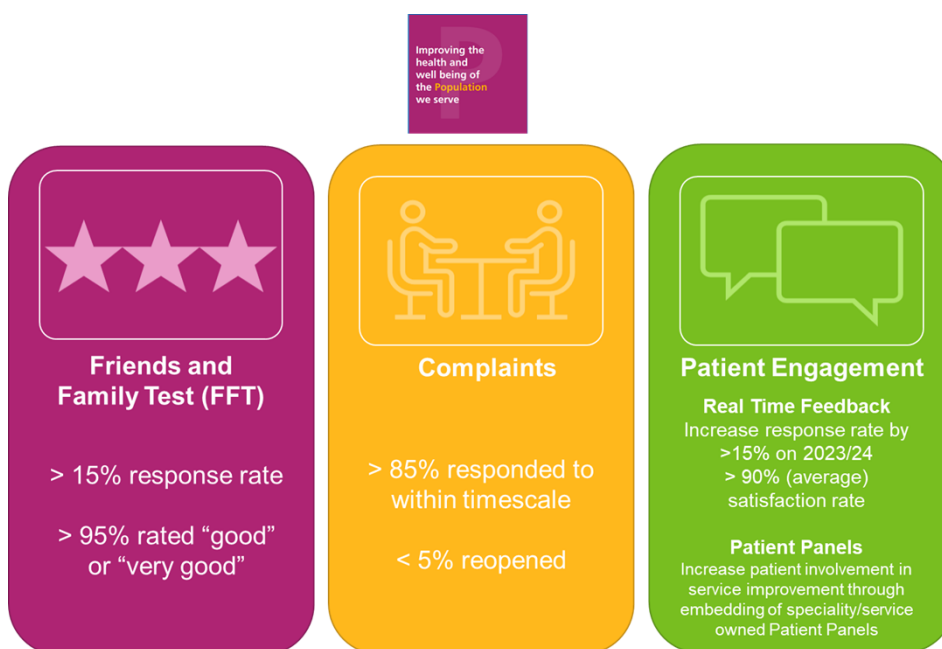 Improving the
health and
well being of
the Population
we serve
Friends and
Family Test (FFT)
> 15% response rate
> 95% rated “good”
or “very good”
Complaints
> 85% responded to
within timescale
< 5% reopened
Patient Engagement
Real Time Feedback
Increase response rate by
>15% on 2023/24
> 90% (average)
satisfaction rate
Patient Panels
Increase patient involvement in
service improvement through
embedding of speciality/service
owned Patient Panels